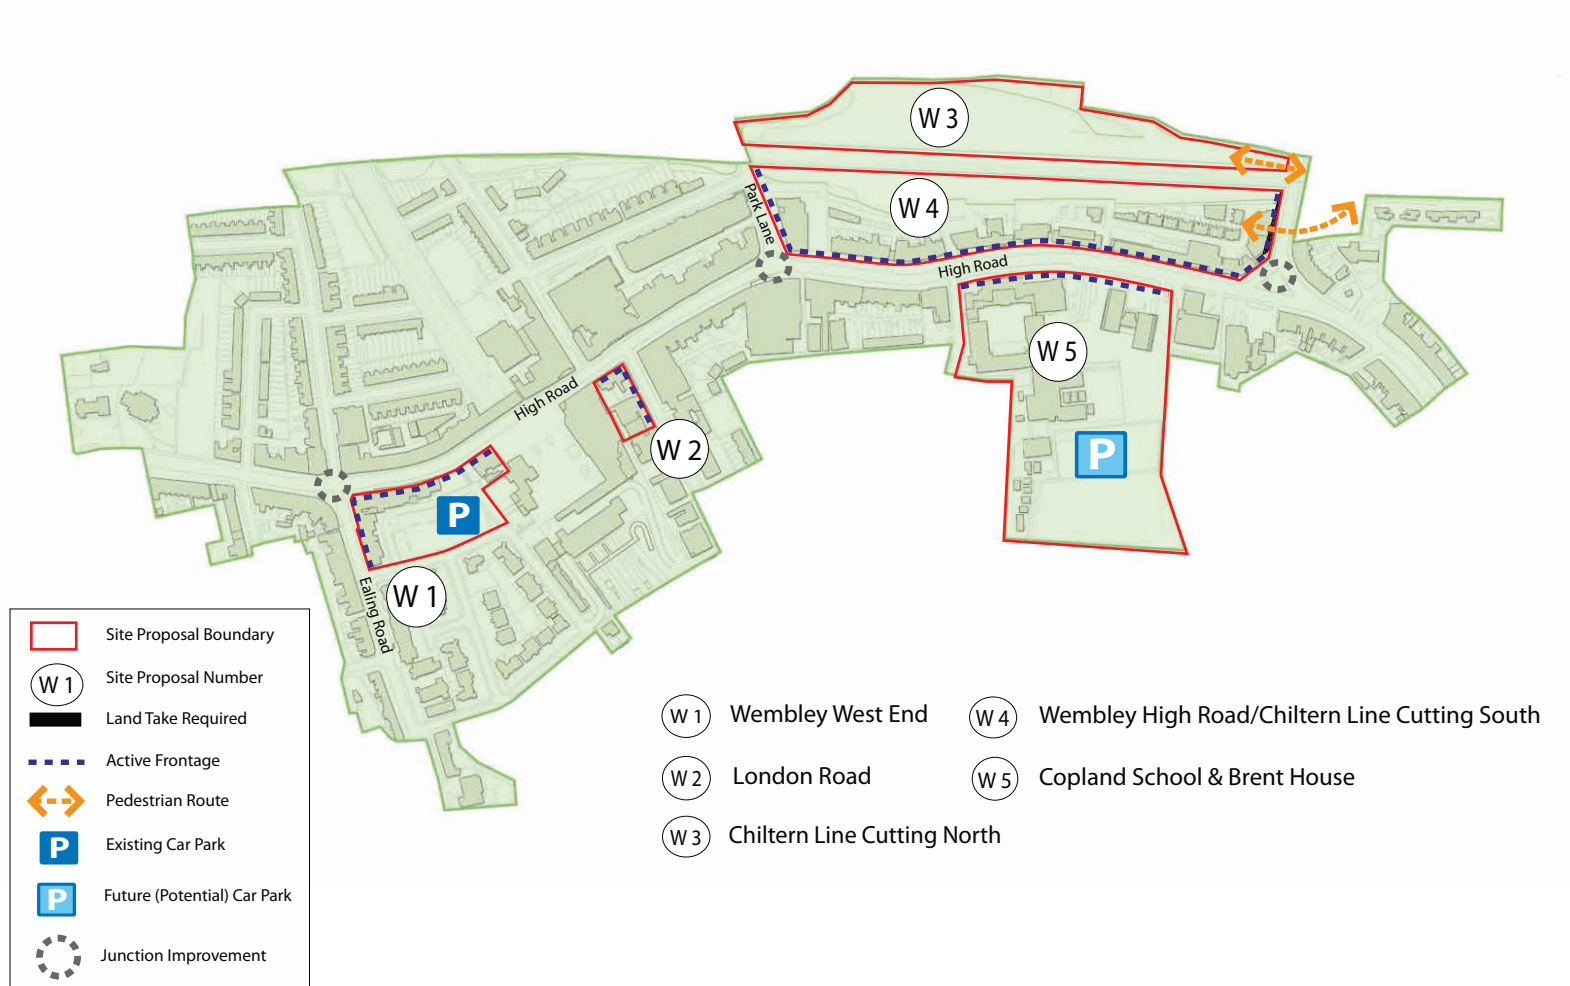 W 3
W 4
Park Lane
High Road
W 5
High Road
W 2
P
P
W 1
Ealing Road
Site Proposal Boundary
W 1 Site Proposal Number
Land Take Required
Active Frontage
Pedestrian Route
P Existing Car Park
P Future (Potential) Car Park
Junction Improvement
W 1 Wembley West End
W 2 London Road
W 3 Chiltern Line Cutting North
W 4 Wembley High Road/Chiltern Line Cutting South
W 5 Copland School & Brent House